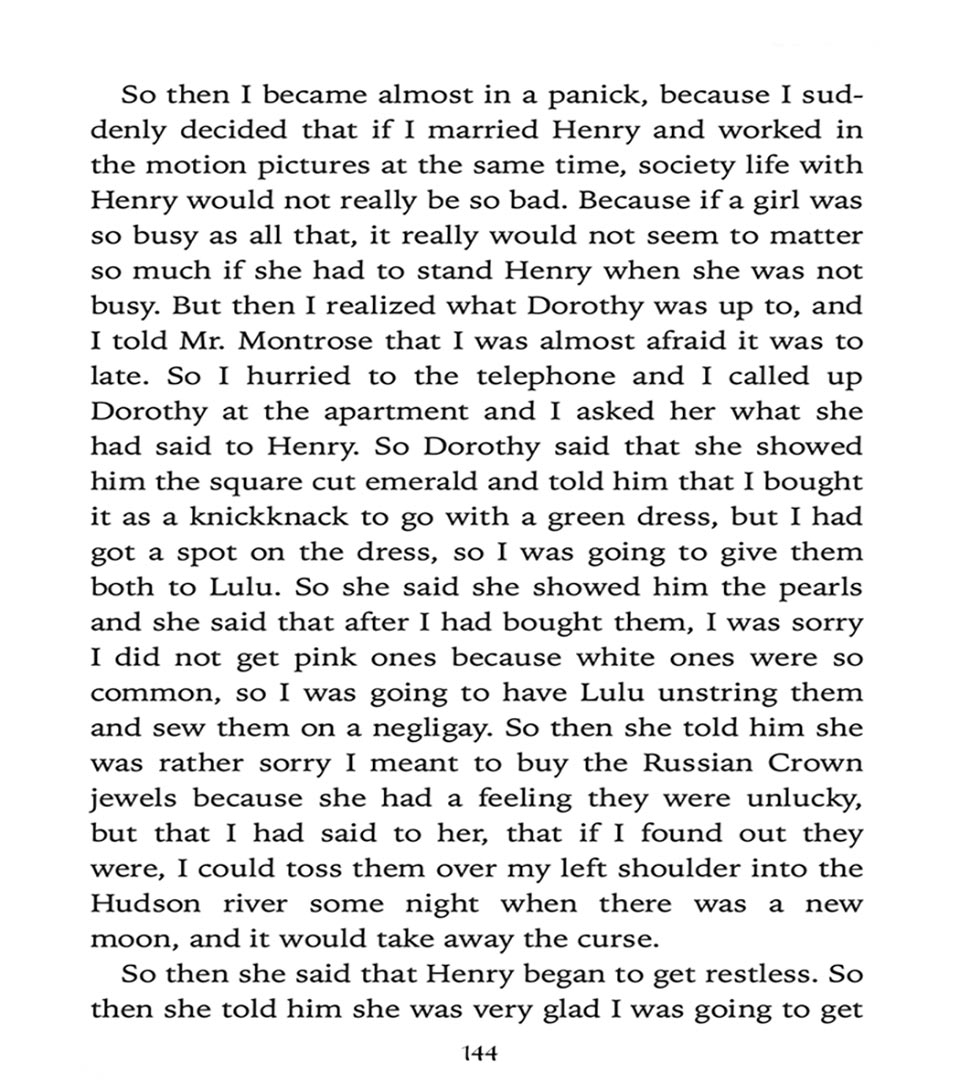 So then I became almost in a panick, because I sud-
denly decided that if I married Henry and worked in
the motion pictures at the same time, society life with
Henry would not really be so bad. Because if a girl was
so busy as all that, it really would not seem to matter
so much if she had to stand Henry when she was not
busy. But then I realized what Dorothy was up to, and
I told Mr. Montrose that I was almost afraid it was to
late. So I hurried to the telephone and I called up
Dorothy at the apartment and I asked her what she
had said to Henry. So Dorothy said that she showed
him the square cut emerald and told him that I bought
it as a knickknack to go with a green dress, but I had
got a spot on the dress, so I was going to give them
both to Lulu. So she said she showed him the pearls
and she said that after I had bought them, I was sorry
I did not get pink ones because white ones were so
common, so I was going to have Lulu unstring them
and sew them on a negligay. So then she told him she
was rather sorry I meant to buy the Russian Crown
jewels because she had a feeling they were unlucky,
but that I had said to her, that if I found out they
were, I could toss them over my left shoulder into the
Hudson river some night when there was a new
moon, and it would take away the curse.
So then she said that Henry began to get restless. So
then she told him she was very glad I was going to get
144